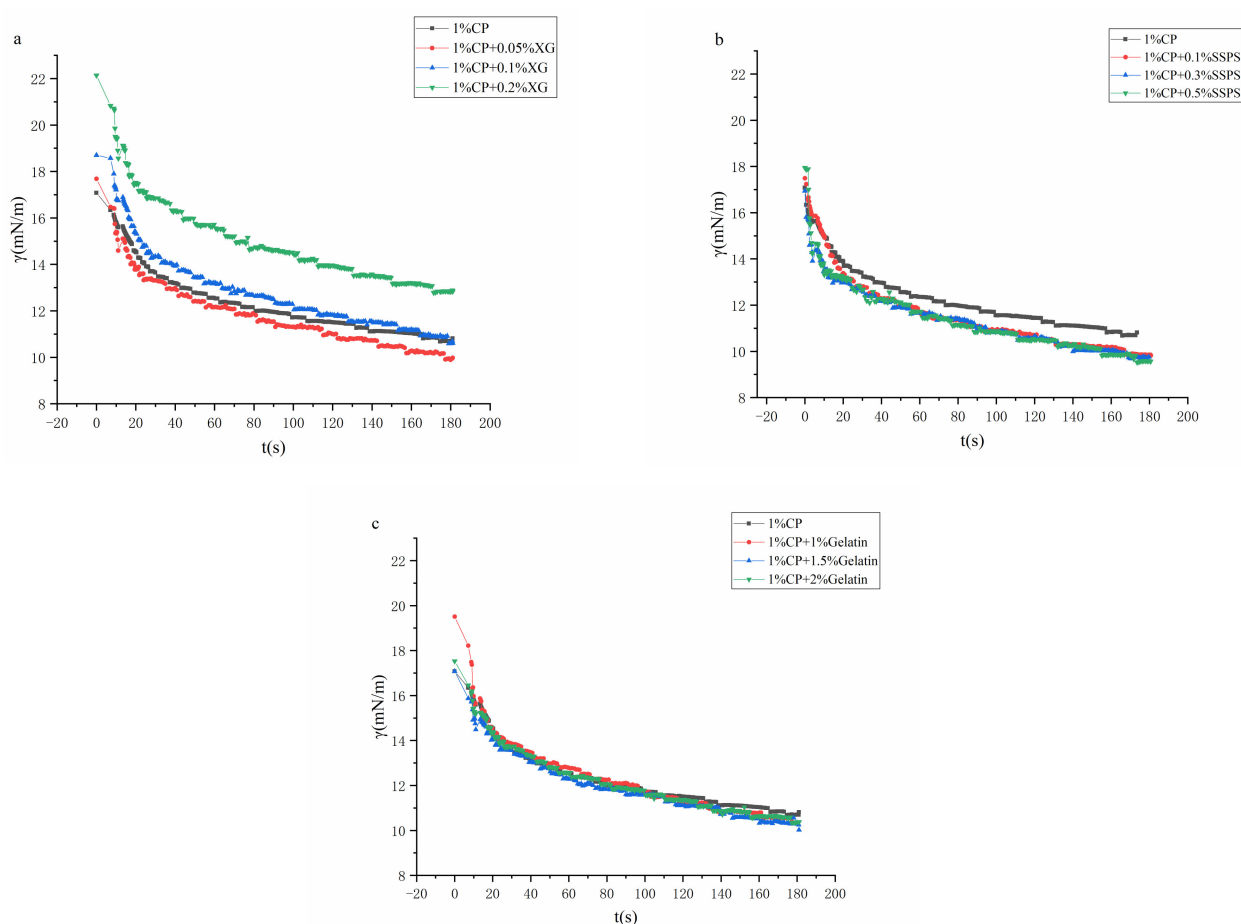 a
1%CP
1%CP+0.05%XG
1%CP+0.1%XG
1%CP+0.2%XG
γ(mN/m)
22
20
18
16
14
12
10
8
−20 0 20 40 60 80 100 120 140 160 180 200
t(s)
b
1%CP
1%CP+0.1%SSPS
1%CP+0.3%SSPS
1%CP+0.5%SSPS
γ(mN/m)
22
20
18
16
14
12
10
8
−20 0 20 40 60 80 100 120 140 160 180 200
t(s)
c
1%CP
1%CP+1%Gelatin
1%CP+1.5%Gelatin
1%CP+2%Gelatin
γ(mN/m)
22
20
18
16
14
12
10
8
−20 0 20 40 60 80 100 120 140 160 180 200
t(s)